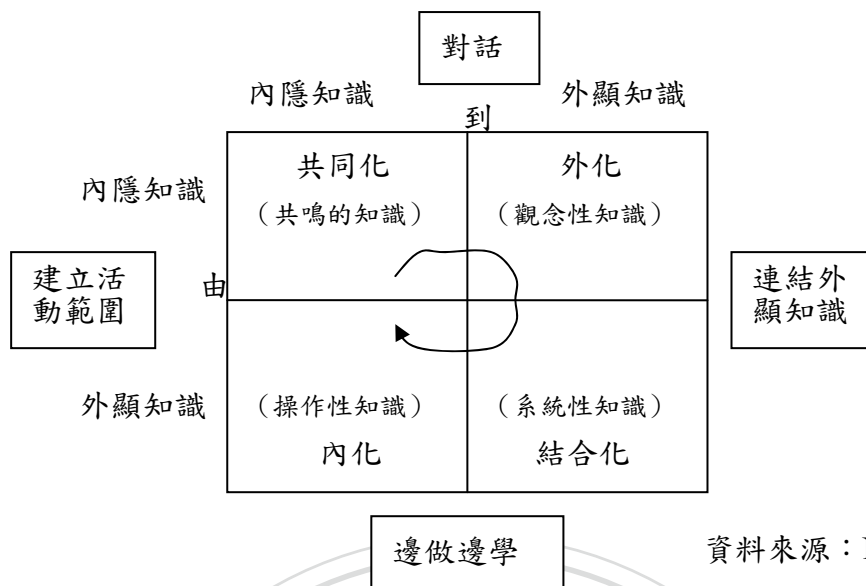 對話
內隱知識 外顯知識
到
內隱知識
共同化 外化
（共鳴的知識） （觀念性知識）
建立活
動範圍
由
連結外
顯知識
外顯知識
（操作性知識） （系統性知識）
內化 結合化
邊做邊學
資料來源：